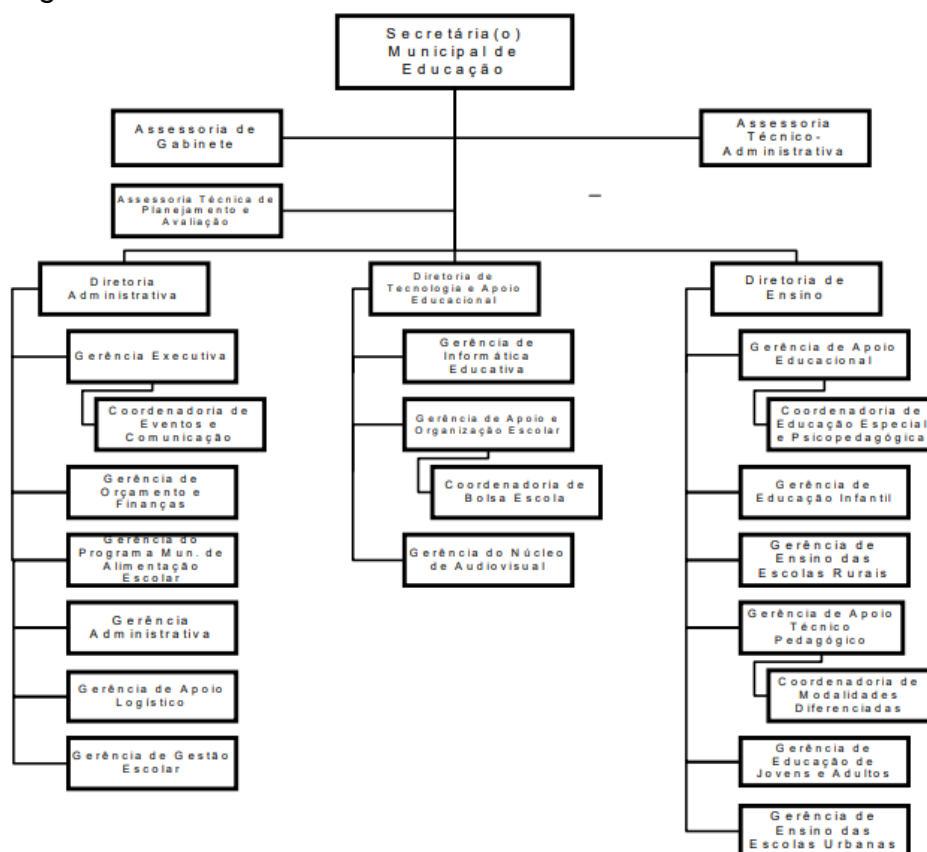 Secretária(o)
Municipal de
Educação
Assessoria de
Gabinete
Assessoria
Técnico-
Administrativa
Assessoria Técnica de
Planejamento e
Avaliação
Diretoria
Administrativa
Gerência Executiva
Coordenadoria de
Eventos e
Comunicação
Gerência de
Orçamento e
Finanças
Gerência do
Programa Mun. de
Alimentação
Escolar
Gerência
Administrativa
Gerência de Apoio
Logístico
Gerência de Gestão
Escolar
Diretoria de
Tecnologia e Apoio
Educacional
Gerência de
Informática
Educativa
Gerência de Apoio e
Organização Escolar
Coordenadoria de
Bolsa Escola
Gerência do Núcleo
de Audiovisual
Diretoria de
Ensino
Gerência de Apoio
Educacional
Coordenadoria de
Educação Especial
e Psicopedagógica
Gerência de
Educação Infantil
Gerência de
Ensino das
Escolas Rurais
Gerência de Apoio
Técnico
Pedagógico
Coordenadoria de
Modalidades
Diferenciadas
Gerência de
Educação de
Jovens e Adultos
Gerência de
Ensino das
Escolas Urbanas